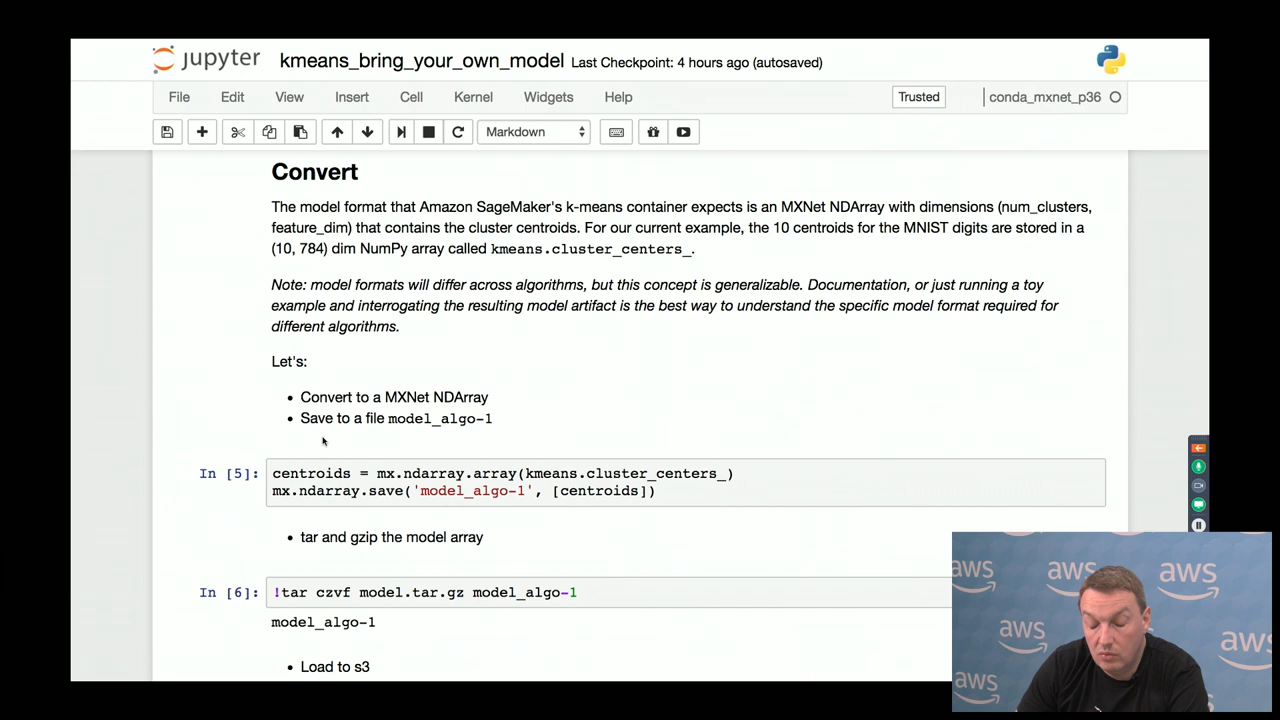 jupyter kmeans_bring_your_own_model Last Checkpoint: 4 hours ago (autosaved)
File Edit View Insert Cell Kernel Widgets Help Trusted conda_mxnet_p36
Markdown
Convert
The model format that Amazon SageMaker's k-means container expects is an MXNet NDArray with dimensions (num_clusters,
feature_dim) that contains the cluster centroids. For our current example, the 10 centroids for the MNIST digits are stored in a
(10, 784) dim NumPy array called kmeans.cluster_centers_.
Note: model formats will differ across algorithms, but this concept is generalizable. Documentation, or just running a toy
example and interrogating the resulting model artifact is the best way to understand the specific model format required for
different algorithms.
Let's:
• Convert to a MXNet NDArray
• Save to a file model_algo-1
In [5]: centroids = mx.ndarray.array(kmeans.cluster_centers_)
mx.ndarray.save('model_algo-1', [centroids])
• tar and gzip the model array
In [6]: !tar czvf model.tar.gz model_algo-1
model_algo-1
• Load to s3
aws aws aws
aws aws
aws